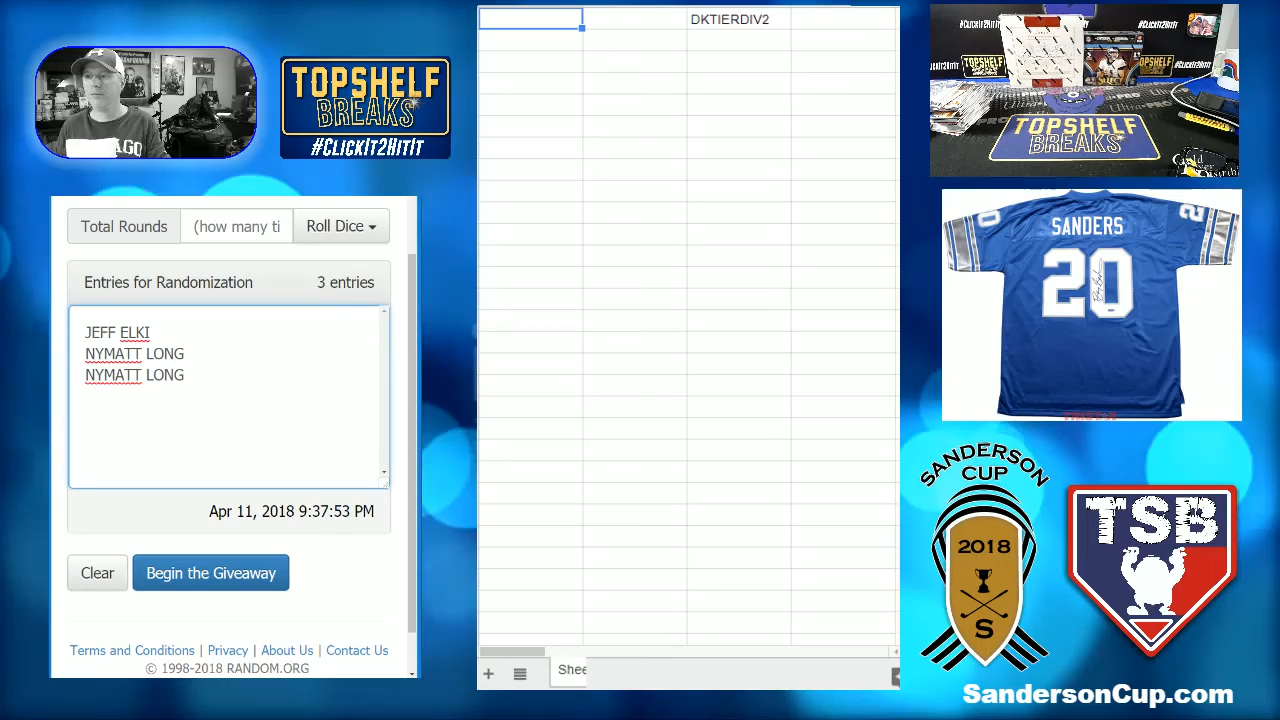 TOPSHELF
BREAKS
#CLICKIT2HITIT
Total Rounds
(how many ti
Roll Dice
Entries for Randomization
3 entries
JEFF ELKI
NYMATT LONG
NYMATT LONG
Apr 11, 2018 9:37:53 PM
Clear
Begin the Giveaway
Terms and Conditions | Privacy | About Us | Contact Us
© 1998-2018 RANDOM.ORG
DKTIERDIV2
+
Shee
#CLICKIT2HITIT
SELECT
TOPSHELF
BREAKS
20
2
SANDERS
20
SANDERSON
CUP
2018
S
TSB
SandersonCup.com